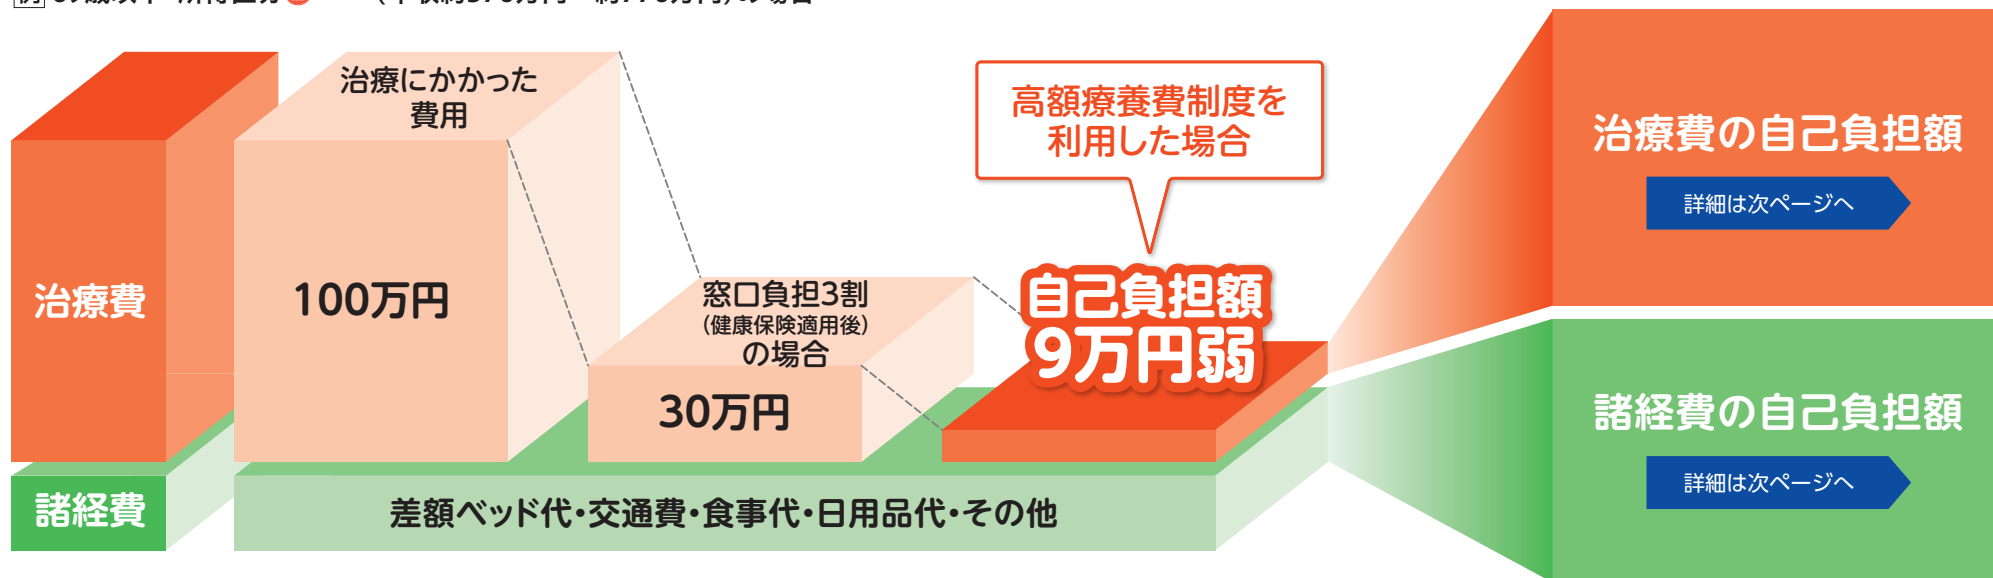 治療にかかった
費用
高額療養費制度を
利用した場合
治療費の自己負担額
詳細は次ページへ
治療費
100万円
窓口負担3割
(健康保険適用後)
の場合
30万円
自己負担額
9万円弱
諸経費の自己負担額
詳細は次ページへ
諸経費
差額ベッド代・交通費・食事代・日用品代・その他